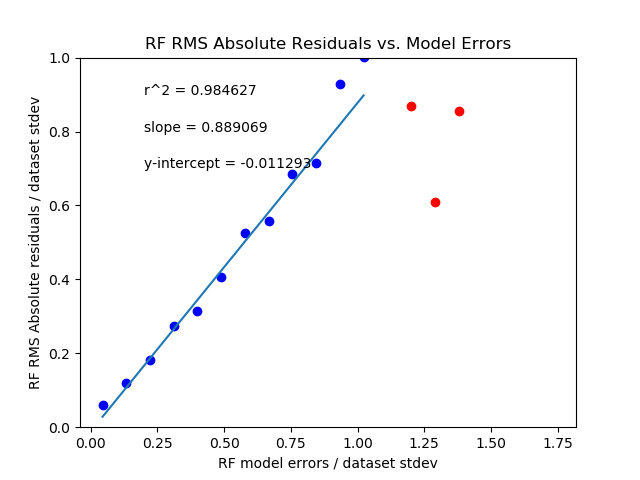 RF RMS Absolute Residuals vs. Model Errors
r^2 = 0.984627
slope = 0.889069
y-intercept = -0.011293
RF RMS Absolute residuals / dataset stdev
1.0
0.8
0.6
0.4
0.2
0.0
0.00 0.25 0.50 0.75 1.00 1.25 1.50 1.75
RF model errors / dataset stdev